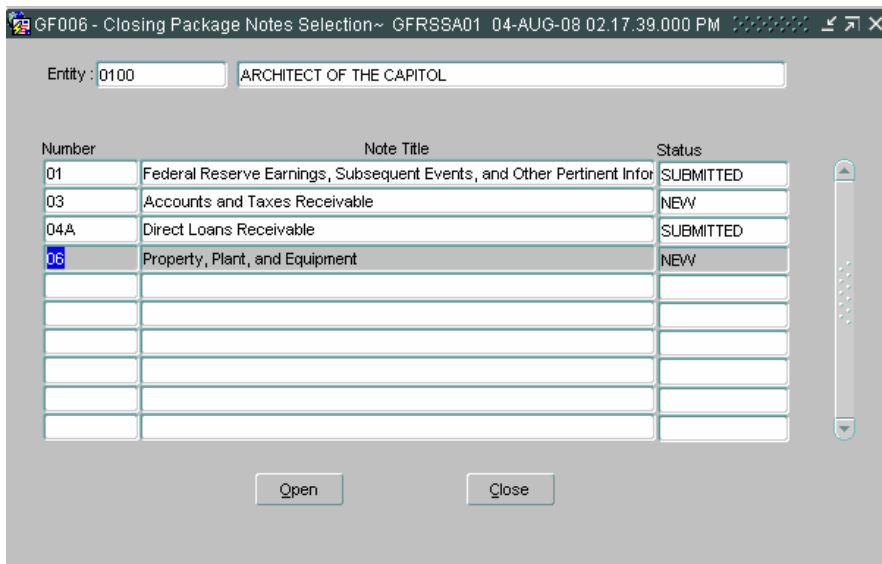 GF006 - Closing Package Notes Selection~ GFRSSA01 04-AUG-08 02.17.39.000 PM
Entity : 0100 ARCHITECT OF THE CAPITOL
Number Note Title Status
01 Federal Reserve Earnings, Subsequent Events, and Other Pertinent Infor SUBMITTED
03 Accounts and Taxes Receivable NEW
04A Direct Loans Receivable SUBMITTED
06 Property, Plant, and Equipment NEW
Open Close